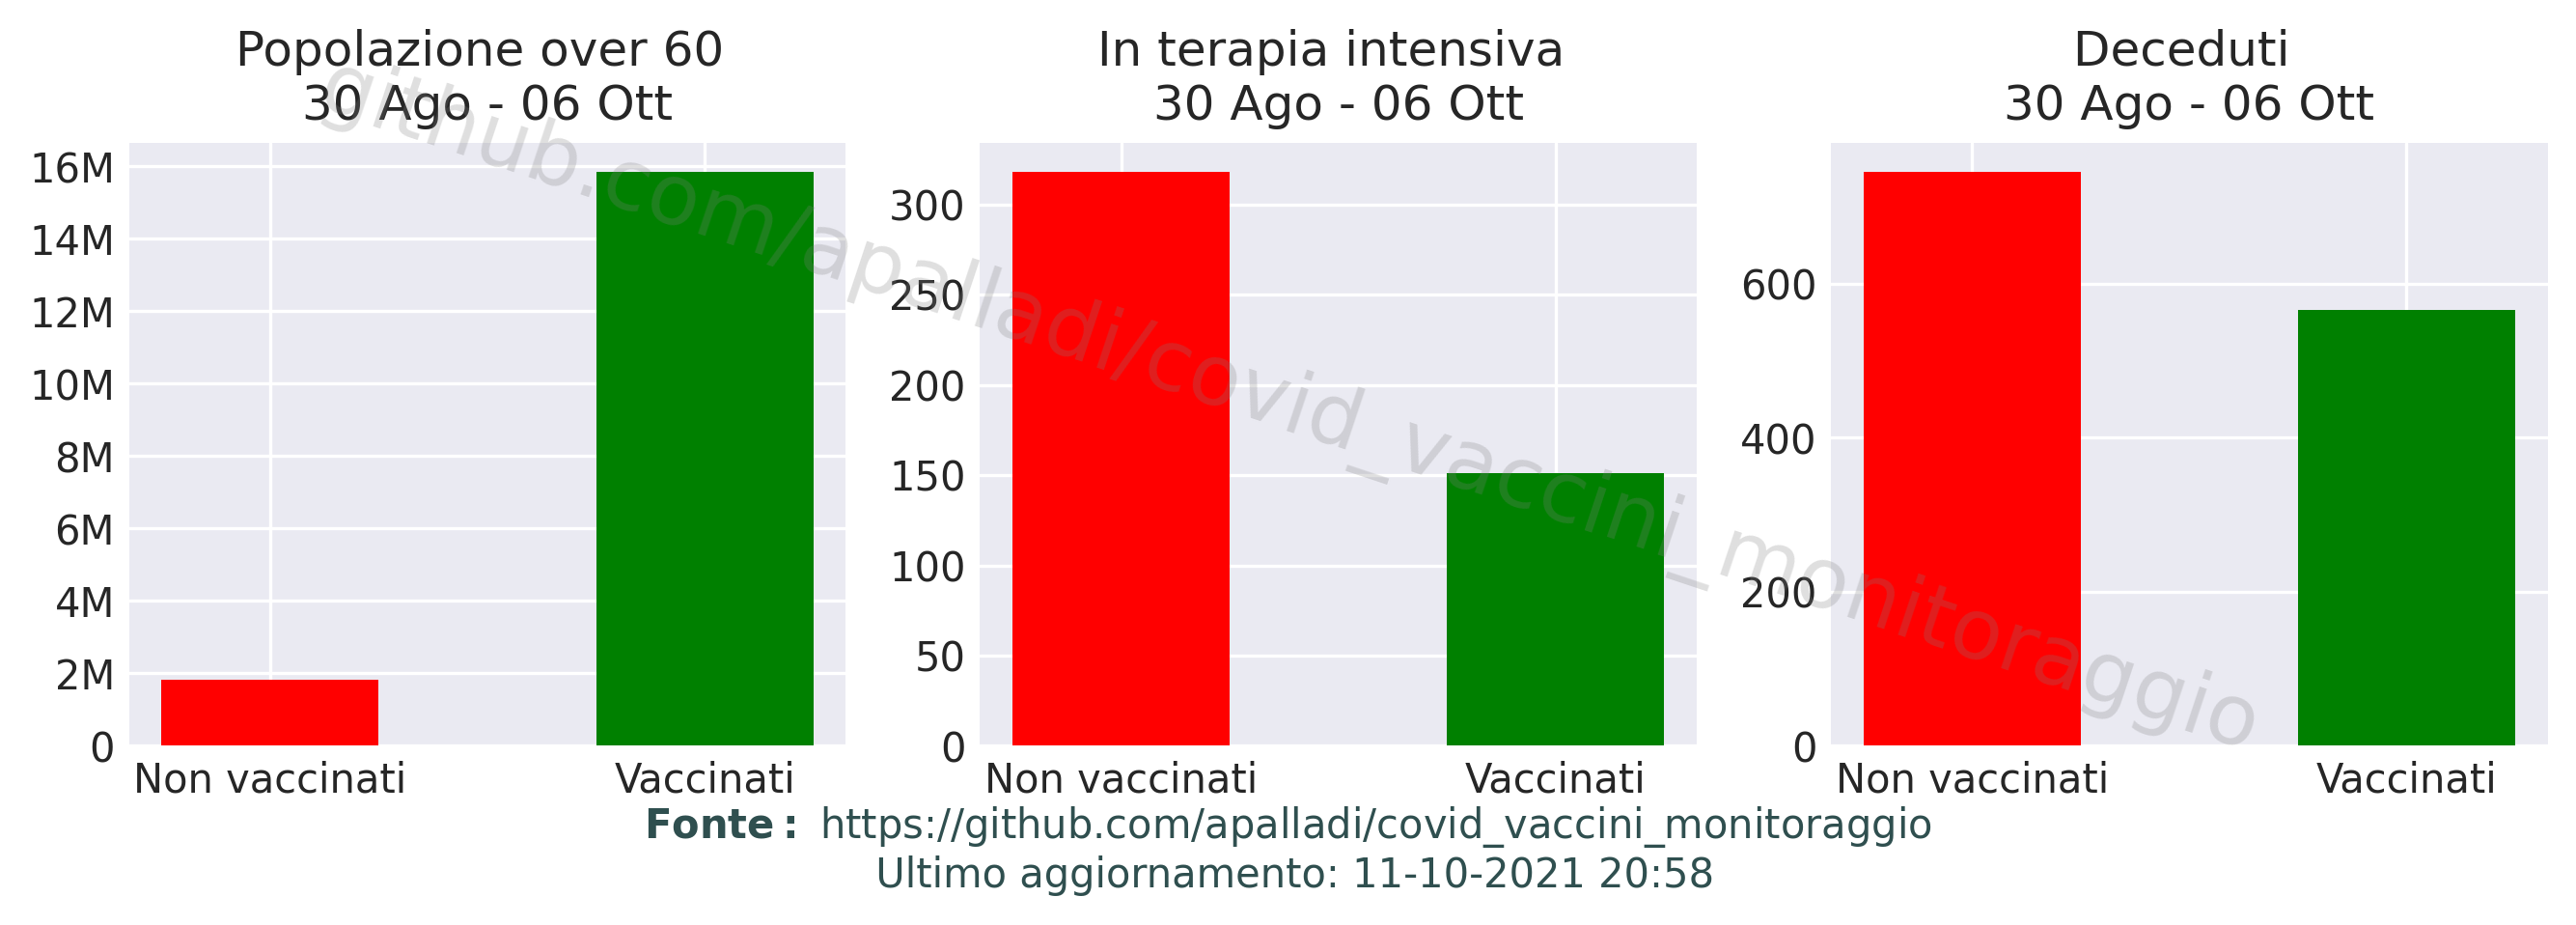 Popolazione over 60
30 Ago - 06 Ott
16M
14M
12M
10M
8M
6M
4M
2M
0
Non vaccinati
Vaccinati
In terapia intensiva
30 Ago - 06 Ott
300
250
200
150
100
50
0
Non vaccinati
Vaccinati
Deceduti
30 Ago - 06 Ott
600
400
200
0
Non vaccinati
Vaccinati
github.com/apalladi/covid_vaccini_monitoraggio
Fonte: https://github.com/apalladi/covid_vaccini_monitoraggio
Ultimo aggiornamento: 11-10-2021 20:58